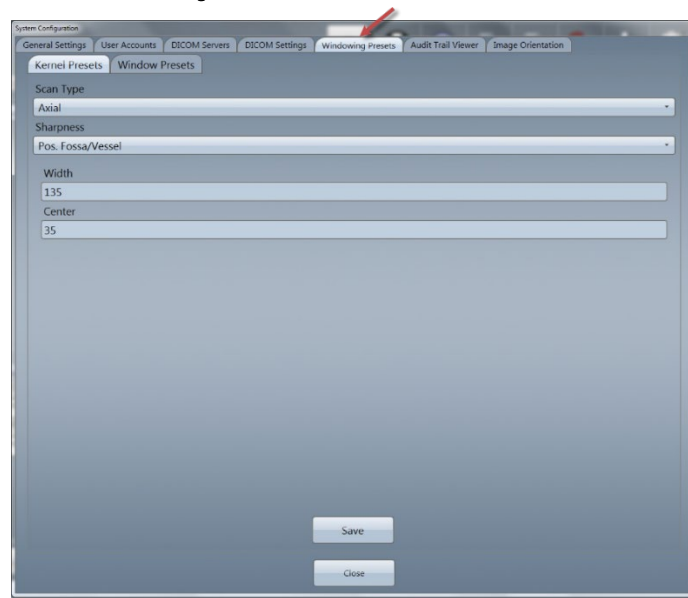 System Configuration
General Settings User Accounts DICOM Servers DICOM Settings Windowing Presets Audit Trail Viewer Image Orientation
Kernel Presets Window Presets
Scan Type
Axial
Sharpness
Pos. Fossa/Vessel
Width
135
Center
35
Save
Close